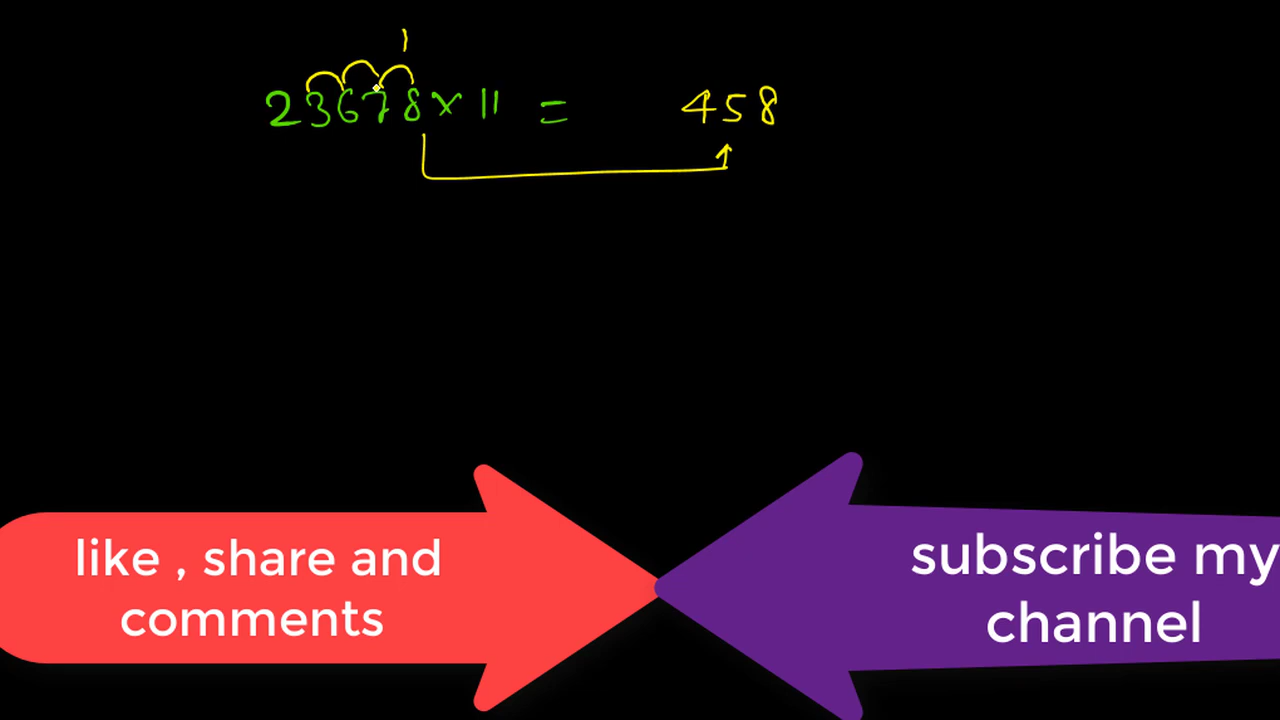 1
23678 × 11 = 458
like , share and
comments
subscribe my
channel